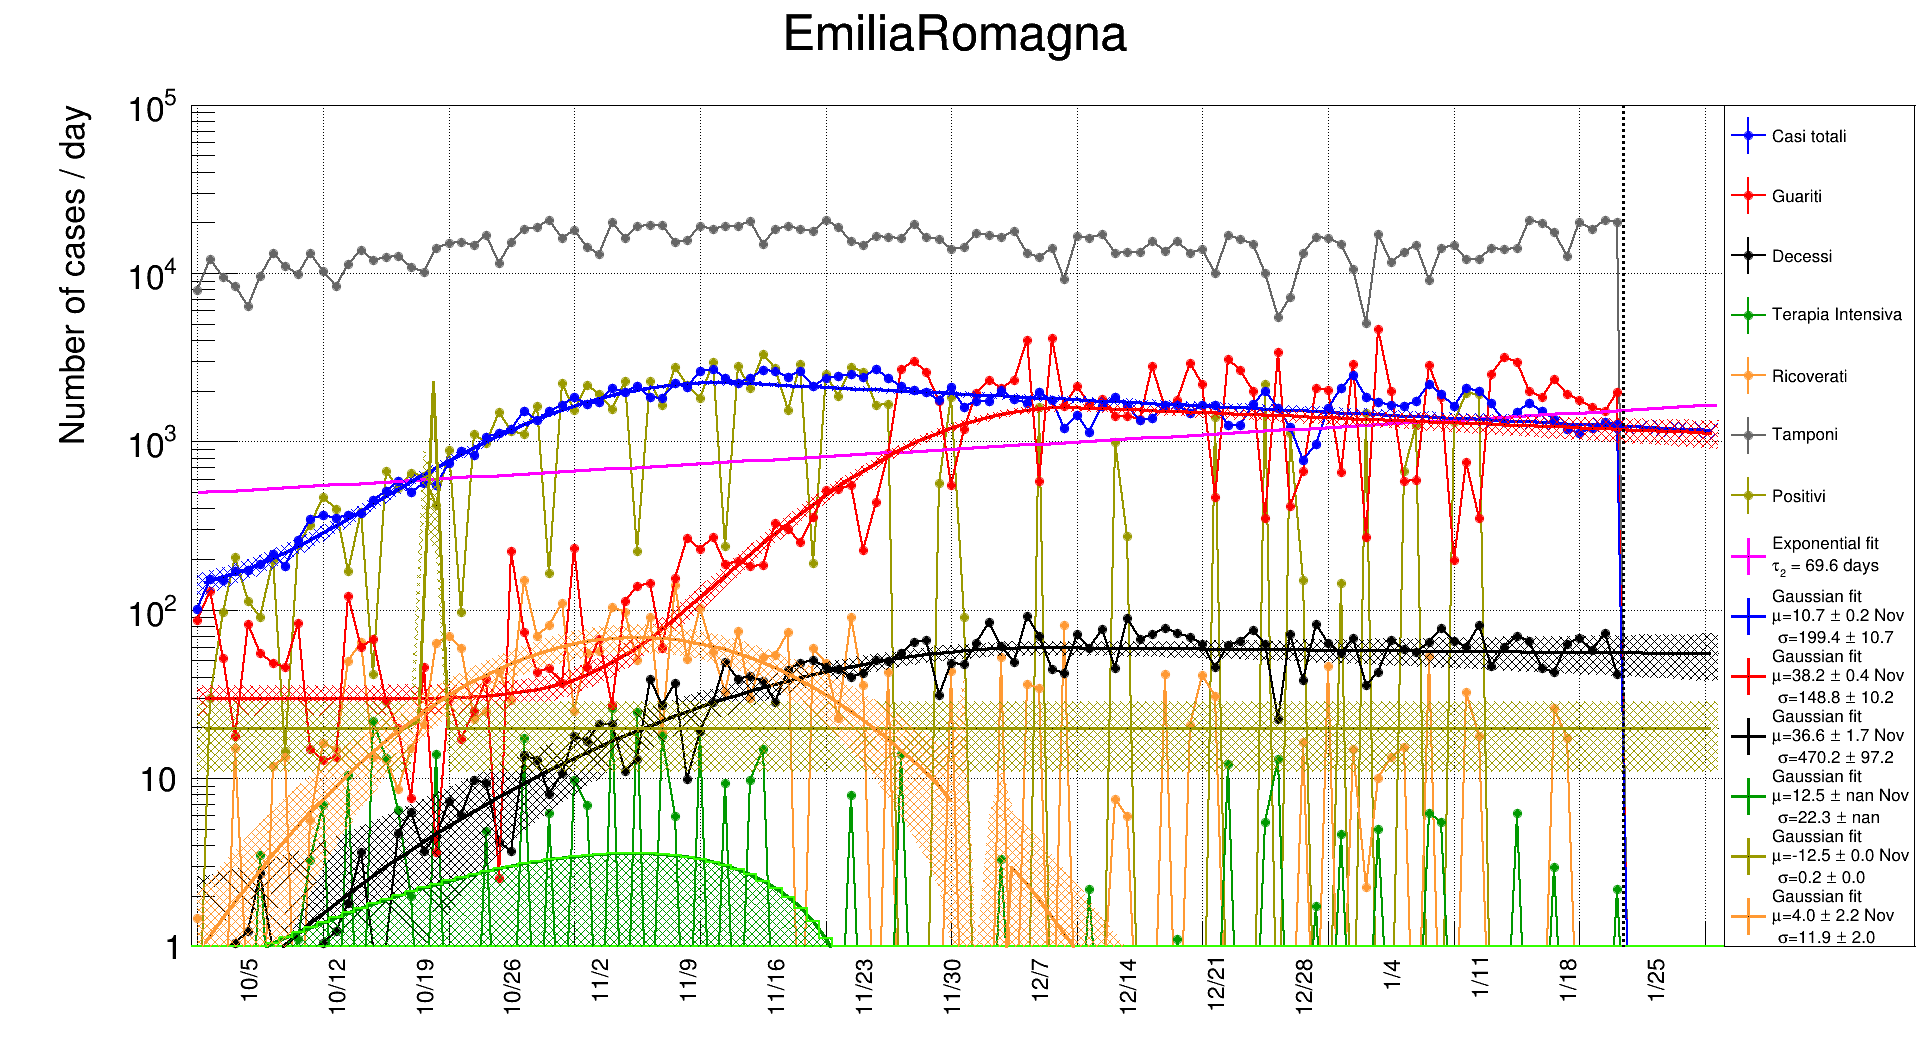 EmiliaRomagna
Number of cases / day
10⁵
10⁴
10³
10²
10
1
10/5
10/12
10/19
10/26
11/2
11/9
11/16
11/23
11/30
12/7
12/14
12/21
12/28
1/4
1/11
1/18
1/25
Casi totali
Guariti
Decessi
Terapia Intensiva
Ricoverati
Tamponi
Positivi
Exponential fit
τ₂ = 69.6 days
Gaussian fit
μ=10.7 ± 0.2 Nov
σ=199.4 ± 10.7
Gaussian fit
μ=38.2 ± 0.4 Nov
σ=148.8 ± 10.2
Gaussian fit
μ=36.6 ± 1.7 Nov
σ=470.2 ± 97.2
Gaussian fit
μ=12.5 ± nan Nov
σ=22.3 ± nan
Gaussian fit
μ=-12.5 ± 0.0 Nov
σ=0.2 ± 0.0
Gaussian fit
μ=4.0 ± 2.2 Nov
σ=11.9 ± 2.0